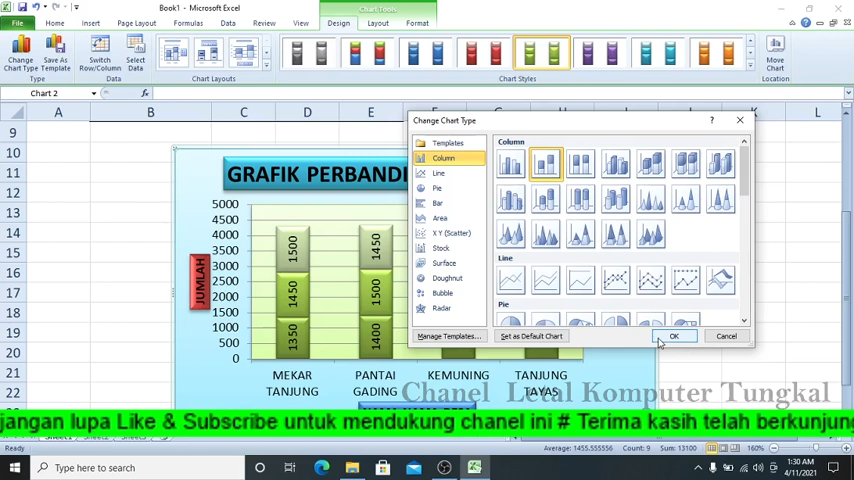 Book1 - Microsoft Excel
Chart Tools
File
Home
Insert
Page Layout
Formulas
Data
Review
View
Design
Layout
Format
Change Chart Type
Save As Template
Switch Row/Column
Select Data
Move Chart
Type
Data
Chart Layouts
Chart Styles
Location
Chart 2
fx
A B C D E K L
9
10
11
12
13
14
15
16
17
18
19
20
21
22
GRAFIK PERBANDI
JUMLAH
5000
4500
4000
3500
3000
2500
2000
1500
1000
500
0
1500
1450
1350
1450
1500
1400
MEKAR TANJUNG
PANTAI GADING
KEMUNING
TANJUNG TAYAS
Change Chart Type
?
Templates
Column
Line
Pie
Bar
Area
X Y (Scatter)
Stock
Surface
Doughnut
Bubble
Radar
Column
Line
Pie
Manage Templates...
Set as Default Chart
OK
Cancel
Chanel Letal Komputer Tungkal
jangan lupa Like & Subscribe untuk mendukung chanel ini # Terima kasih telah berkunjung
Ready
Average: 1455.555556
Count: 9
Sum: 13100
160%
Type here to search
1:30 AM
4/11/2021